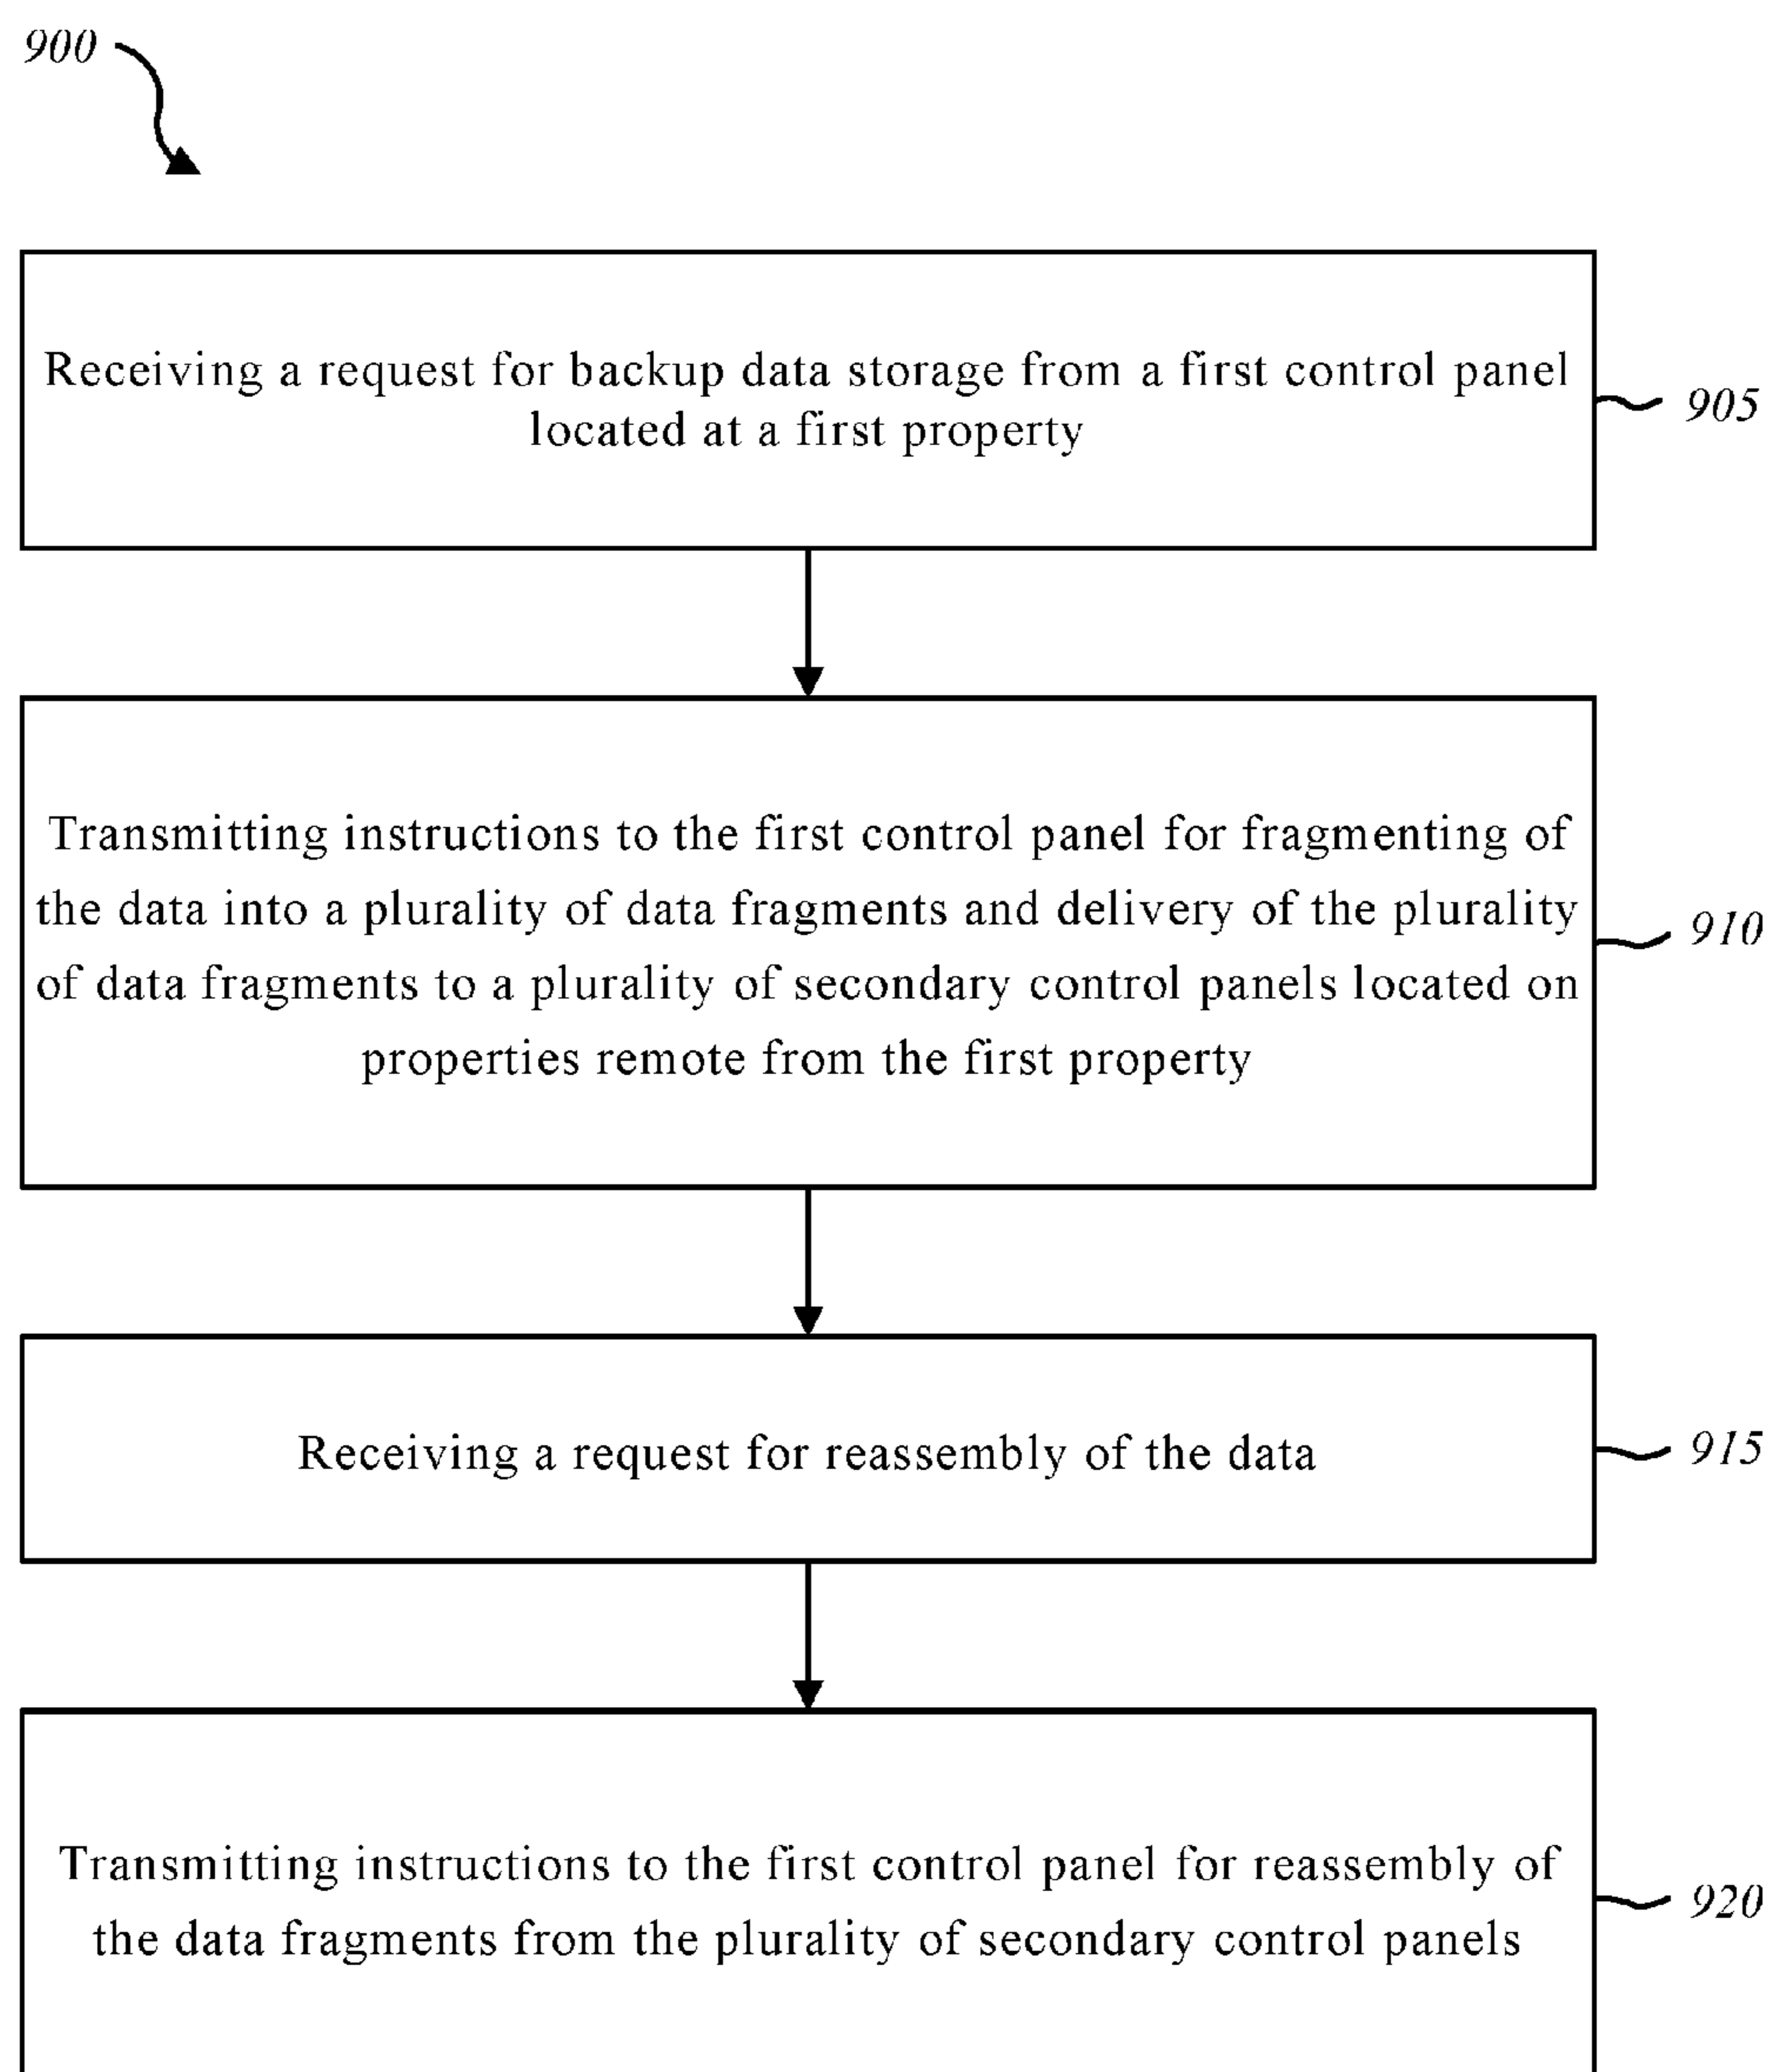 900
Receiving a request for backup data storage from a first control panel
located at a first property
905
Transmitting instructions to the first control panel for fragmenting of
the data into a plurality of data fragments and delivery of the plurality
of data fragments to a plurality of secondary control panels located on
properties remote from the first property
910
Receiving a request for reassembly of the data
915
Transmitting instructions to the first control panel for reassembly of
the data fragments from the plurality of secondary control panels
920